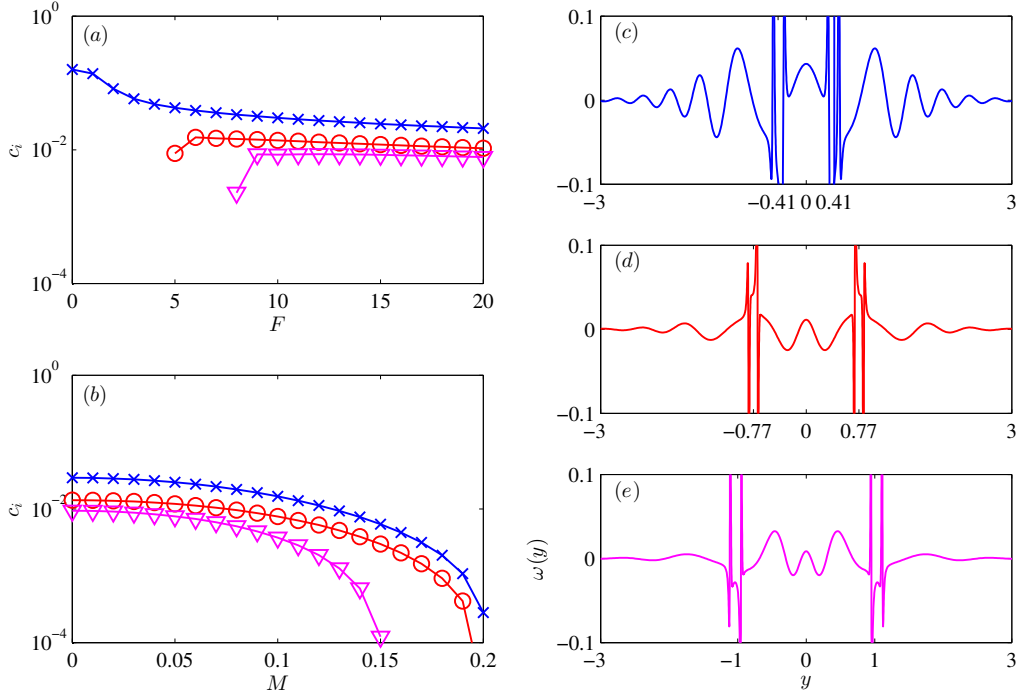 (a)
10^0
10^{-2}
10^{-4}
c_i
0 5 10 15 20
F
(b)
10^0
10^{-2}
10^{-4}
c_i
0 0.05 0.10 0.15 0.2
M
(c)
0.1
0
−0.1
−3 −0.41 0 0.41 3
(d)
0.1
0
−0.1
−3 −0.77 0 0.77 3
(e)
0.1
0
−0.1
ω(y)
−3 −1 0 1 3
y